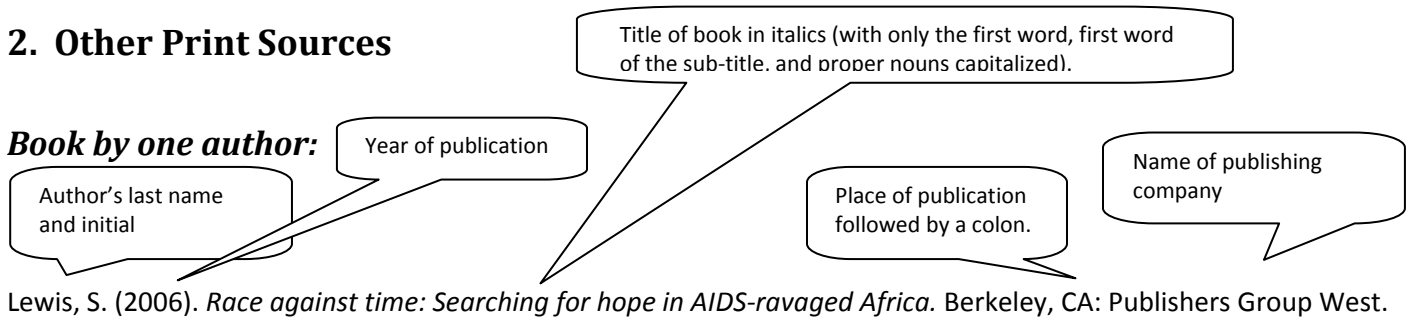 2. Other Print Sources
Title of book in italics (with only the first word, first word
of the sub-title, and proper nouns capitalized).
Book by one author:
Year of publication
Author's last name
and initial
Place of publication
followed by a colon.
Name of publishing
company
Lewis, S. (2006). Race against time: Searching for hope in AIDS-ravaged Africa. Berkeley, CA: Publishers Group West.